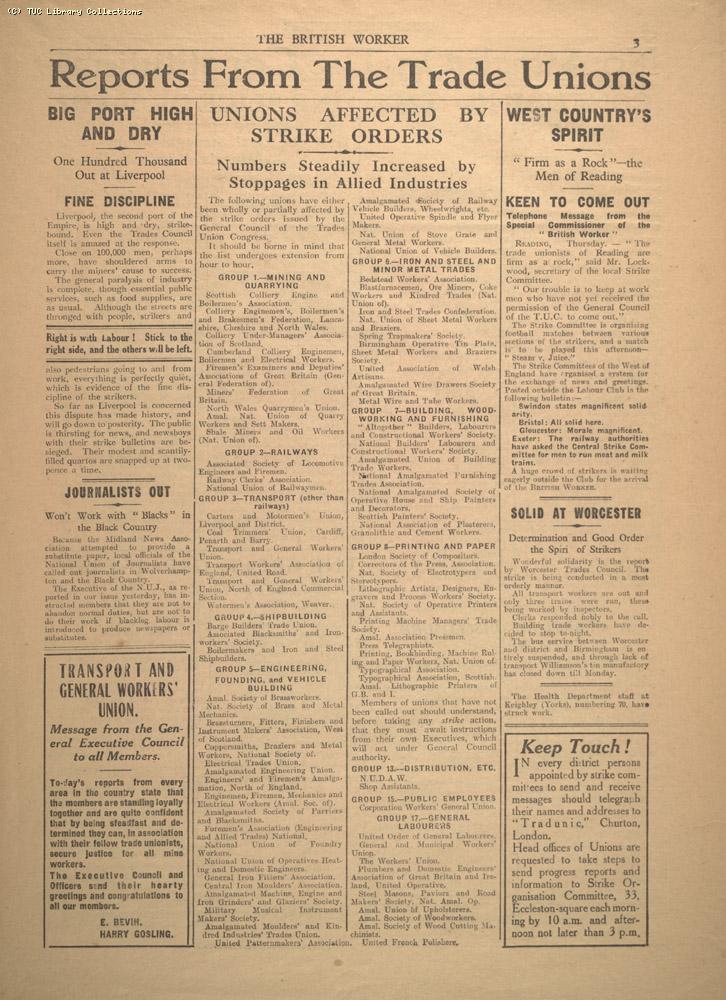 (C) TUC Library Collections
THE BRITISH WORKER
3
Reports From The Trade Unions
BIG PORT HIGH
AND DRY
One Hundred Thousand
Out at Liverpool
FINE DISCIPLINE
Liverpool, the second port of the
Empire, is high and dry, strike-
bound. Even the Trades Council
itself is amazed at the response.
Close on 100,000 men, perhaps
more, have shouldered arms to
carry the miners' cause to success.
The general paralysis of industry
is complete, though essential public
services, such as food supplies, are
as usual. Although the streets are
thronged with people, strikers and
Right is with Labour ! Stick to the
right side, and the others will be left.
also pedestrians going to and from
work, everything is perfectly quiet,
which is evidence of the fine dis-
cipline of the strikers.
So far as Liverpool is concerned
this dispute has made history, and
will go down to posterity. The public
is thirsting for news, and newsboys
with their strike bulletins are be-
sieged. Their modest and scantily-
filled quartos are snapped up at two-
pence a time.
JOURNALISTS OUT
Won't Work with " Blacks " in
the Black Country
Because the Midland News Asso-
ciation attempted to provide a
substitute paper, local officials of the
National Union of Journalists have
called out journalists in Wolverhamp-
ton and the Black Country.
The Executive of the N.U.J., as re-
ported in our issue yesterday, has in-
structed members that they are not to
abandon normal duties, but are not to
do their work if blackleg labour is
introduced to produce newspapers or
substitutes.
TRANSPORT AND
GENERAL WORKERS'
UNION.
Message from the Gen-
eral Executive Council
to all Members.
To-day's reports from every
area in the country state that
the members are standing loyally
together and are quite confident
that by being steadfast and de-
termined they can, in association
with their fellow trade unionists,
secure justice for all mine
workers.
The Executive Council and
Officers send their hearty
greetings and congratulations to
all our members.
E. BEVIN.
HARRY GOSLING.
UNIONS AFFECTED BY
STRIKE ORDERS
Numbers Steadily Increased by
Stoppages in Allied Industries
The following unions have either
been wholly or partially affected by
the strike orders issued by the
General Council of the Trades
Union Congress.
It should be borne in mind that
the list undergoes extension from
hour to hour.
GROUP 1.—MINING AND
QUARRYING
Scottish Colliery Engine and
Boilermen's Association.
Colliery Enginemen's, Boilermen's
and Brakesmen's Federation, Lanca-
shire, Cheshire and North Wales.
Colliery Under-Managers' Associa-
tion of Scotland.
Cumberland Colliery Enginemen,
Boilermen and Electrical Workers.
Firemen's Examiners and Deputies'
Associations of Great Britain (Gen-
eral Federation of).
Miners' Federation of Great
Britain.
North Wales Quarrymen's Union.
Amal. Nat. Union of Quarry
Workers and Sett Makers.
Shale Miners and Oil Workers
(Nat. Union of).
GROUP 2—RAILWAYS
Associated Society of Locomotive
Engineers and Firemen.
Railway Clerks' Association.
National Union of Railwaymen.
GROUP 3—TRANSPORT (other than
railways)
Carters and Motormen's Union,
Liverpool and District.
Coal Trimmers' Union, Cardiff,
Penarth and Barry.
Transport and General Workers'
Union.
Transport Workers' Association of
England, United Road.
Transport and General Workers'
Union, North of England Commercial
Section.
Watermen's Association, Weaver.
GROUP 4.—SHIPBUILDING
Barge Builders' Trade Union.
Associated Blacksmiths' and Iron-
workers' Society.
Boilermakers and Iron and Steel
Shipbuilders.
GROUP 5—ENGINEERING,
FOUNDING, and VEHICLE
BUILDING
Amal. Society of Brassworkers.
Nat. Society of Brass and Metal
Mechanics.
Brassturners, Fitters, Finishers and
Instrument Makers' Association, West
of Scotland.
Coppersmiths, Braziers and Metal
Workers, National Society of.
Electrical Trades Union.
Amalgamated Engineering Union.
Engineers' and Firemen's Amalga-
mation, North of England.
Enginemen, Firemen, Mechanics and
Electrical Workers (Amal. Soc. of).
Amalgamated Society of Farriers
and Blacksmiths.
Foremen's Association (Engineering
and Allied Trades) National.
National Union of Foundry
Workers.
National Union of Operatives Heat-
ing and Domestic Engineers.
General Iron Fitters' Association.
Central Iron Moulders' Association.
Amalgamated Machine, Engine and
Iron Grinders' and Glaziers' Society.
Military Musical Instrument
Makers' Society.
Amalgamated Moulders' and Kin-
dred Industries' Trades Union.
United Patternmakers' Association.
Amalgamated Society of Railway
Vehicle Builders, Wheelwrights, etc.
United Operative Spindle and Flyer
Makers.
Nat. Union of Stove Grate and
General Metal Workers.
National Union of Vehicle Builders.
GROUP 6.—IRON AND STEEL AND
MINOR METAL TRADES
Bedstead Workers' Association.
Blastfurnacemen, Ore Miners, Coke
Workers and Kindred Trades (Nat.
Union of).
Iron and Steel Trades Confederation.
Nat. Union of Sheet Metal Workers
and Braziers.
Spring Trapmakers' Society.
Birmingham Operative Tin Plate,
Sheet Metal Workers and Braziers
Society.
United Association of Welsh
Artisans.
Amalgamated Wire Drawers Society
of Great Britain.
Metal Wire and Tube Workers.
GROUP 7—BUILDING, WOOD-
WORKING AND FURNISHING
" Altogether " Builders, Labourers
and Constructional Workers' Society.
National Builders' Labourers and
Constructional Workers' Society.
Amalgamated Union of Building
Trade Workers.
National Amalgamated Furnishing
Trades Association.
National Amalgamated Society of
Operative House and Ship Painters
and Decorators.
Scottish Painters' Society.
National Association of Plasterers,
Granolithic and Cement Workers.
GROUP 8—PRINTING AND PAPER
London Society of Compositors.
Correctors of the Press, Association.
Nat. Society of Electrotypers and
Stereotypers.
Lithographic Artists, Designers, En-
gravers and Process Workers' Society.
Nat. Society of Operative Printers
and Assistants.
Printing Machine Managers' Trade
Society.
Amal. Association Pressmen.
Press Telegraphists.
Printing, Bookbinding, Machine Rul-
ing and Paper Workers, Nat. Union of.
Typographical Association.
Typographical Association, Scottish.
Amal. Lithographic Printers of
G.B. and I.
Members of unions that have not
been called out should understand,
before taking any strike action,
that they must await instructions
from their own Executives, which
will act under General Council
authority.
GROUP 13.—DISTRIBUTION, ETC.
N.U.D.A.W.
Shop Assistants.
GROUP 15.—PUBLIC EMPLOYEES
Corporation Workers' General Union.
GROUP 17.—GENERAL
LABOURERS
United Order of General Labourers.
General and Municipal Workers'
Union.
The Workers' Union.
Plumbers and Domestic Engineers'
Association of Great Britain and Ire-
land, United Operative.
Steel Masons, Paviors and Road
Makers' Society, Nat. Amal. Op.
Amal. Union of Upholsterers.
Amal. Society of Woodworkers.
Amal. Society of Wood Cutting Ma-
chinists.
United French Polishers.
WEST COUNTRY'S
SPIRIT
" Firm as a Rock "—the
Men of Reading
KEEN TO COME OUT
Telephone Message from the
Special Commissioner of the
" British Worker "
READING, Thursday. — " The
trade unionists of Reading are
firm as a rock," said Mr. Lock-
wood, secretary of the local Strike
Committee.
" Our trouble is to keep at work
men who have not yet received the
permission of the General Council
of the T.U.C. to come out."
The Strike Committee is organising
football matches between various
sections of the strikers, and a match
is to be played this afternoon—
" Steam v. Juice."
The Strike Committees of the West of
England have organised a system for
the exchange of news and greetings.
Posted outside the Labour Club is the
following bulletin:—
Swindon states magnificent solid-
arity.
Bristol: All solid here.
Gloucester: Morale magnificent.
Exeter: The railway authorities
have asked the Central Strike Com-
mittee for men to run meat and milk
trains.
A huge crowd of strikers is waiting
eagerly outside the Club for the arrival
of the BRITISH WORKER.
SOLID AT WORCESTER
Determination and Good Order
the Spiri of Strikers
Wonderful solidity is the report
by Worcester Trades Council. The
strike is being conducted in a most
orderly manner.
All transport workers are out and
only three trains were run, these
being worked by inspectors.
Clerks responded nobly to the call.
Building trade workers have de-
cided to stop to-night.
The bus service between Worcester
and district and Birmingham is en-
tirely suspended, and through lack of
transport Williamson's tin manufactory
has closed down till Monday.
The Health Department staff at
Keighley (Yorks), numbering 70, have
struck work.
Keep Touch !
IN every district persons
appointed by strike com-
mittees to send and receive
messages should telegraph
their names and addresses to
" Tradunic," Churton,
London.
Head offices of Unions are
requested to take steps to
send progress reports and
information to Strike Or-
ganisation Committee, 33,
Eccleston-square each morn-
ing by 10 a.m. and after-
noon not later than 3 p.m.